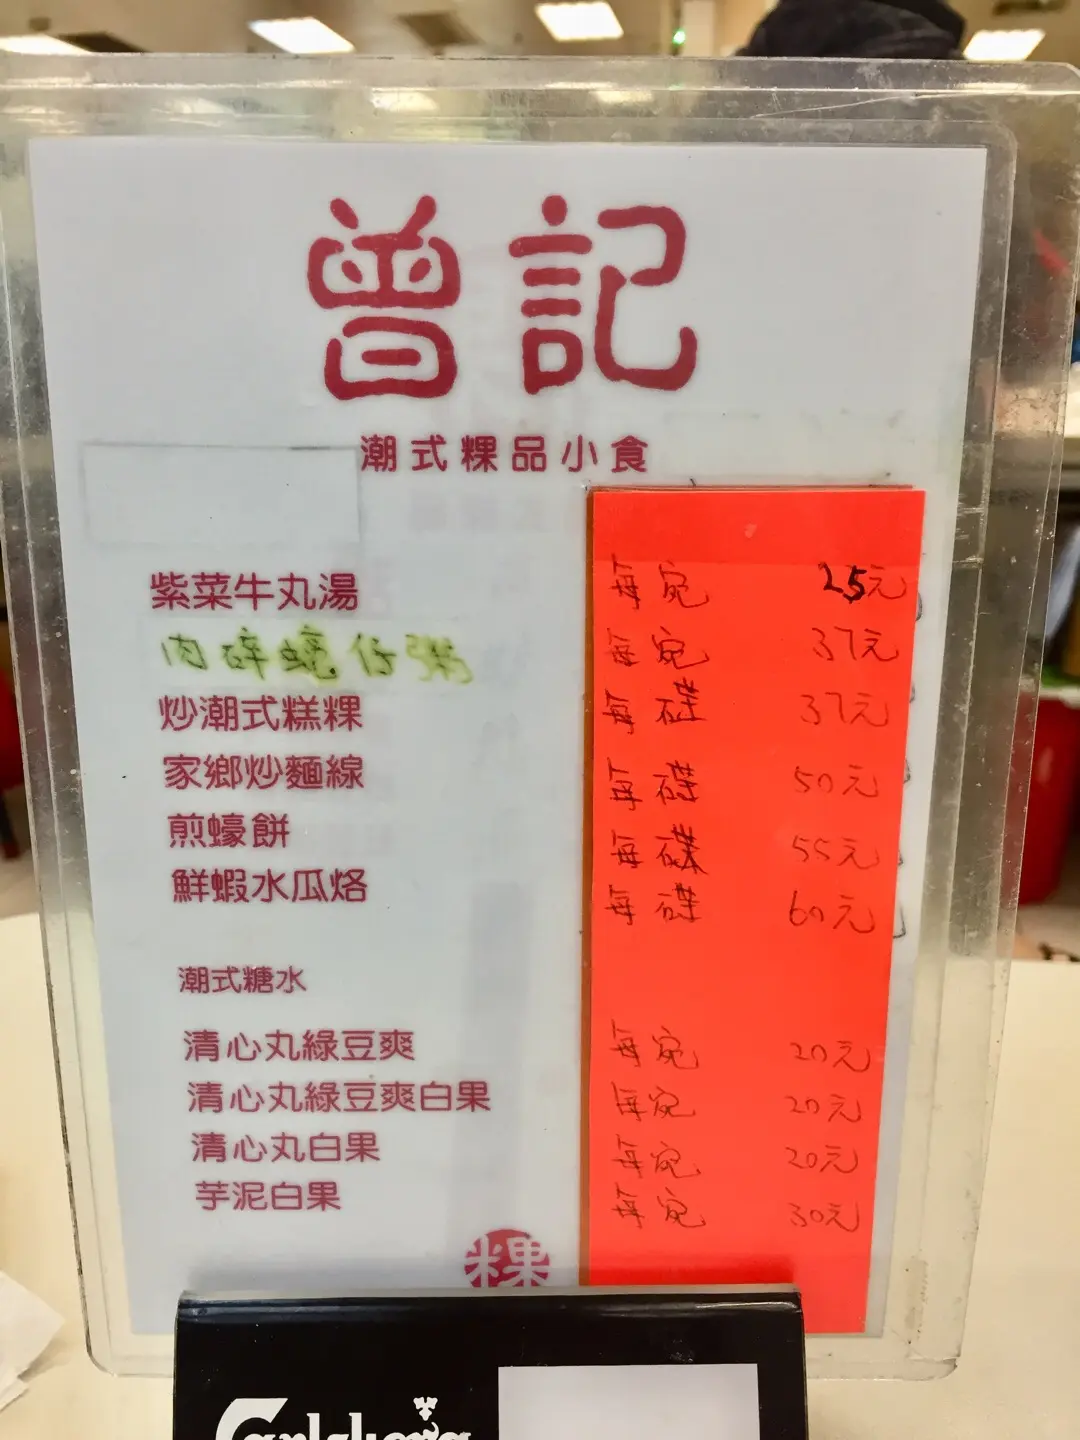 曾記
潮式粿品小食
紫菜牛丸湯 每碗 25元
肉碎蠔仔粥 每碗 37元
炒潮式糕粿 每碟 37元
家鄉炒麵線 每碟 50元
煎蠔餅 每碟 55元
鮮蝦水瓜烙 每碟 60元
潮式糖水
清心丸綠豆爽 每碗 20元
清心丸綠豆爽白果 每碗 20元
清心丸白果 每碗 20元
芋泥白果 每碗 30元
粿
Carlsberg